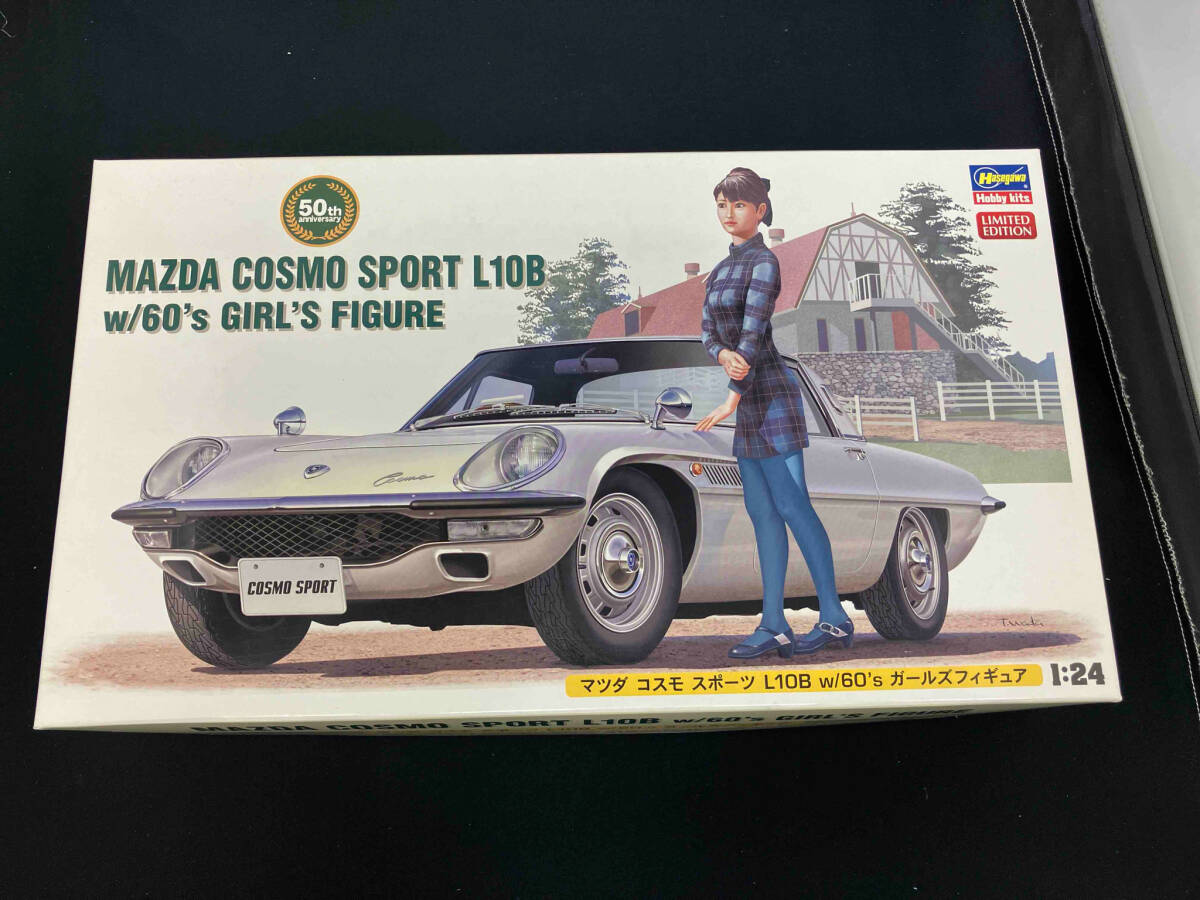 50th
anniversary
MAZDA COSMO SPORT L10B
w/60's GIRL'S FIGURE
Hasegawa
Hobby kits
LIMITED
EDITION
Cosmo
COSMO SPORT
マツダ コスモ スポーツ L10B w/60's ガールズフィギュア
1:24
MAZDA COSMO SPORT L10B w/60's GIRL'S FIGURE